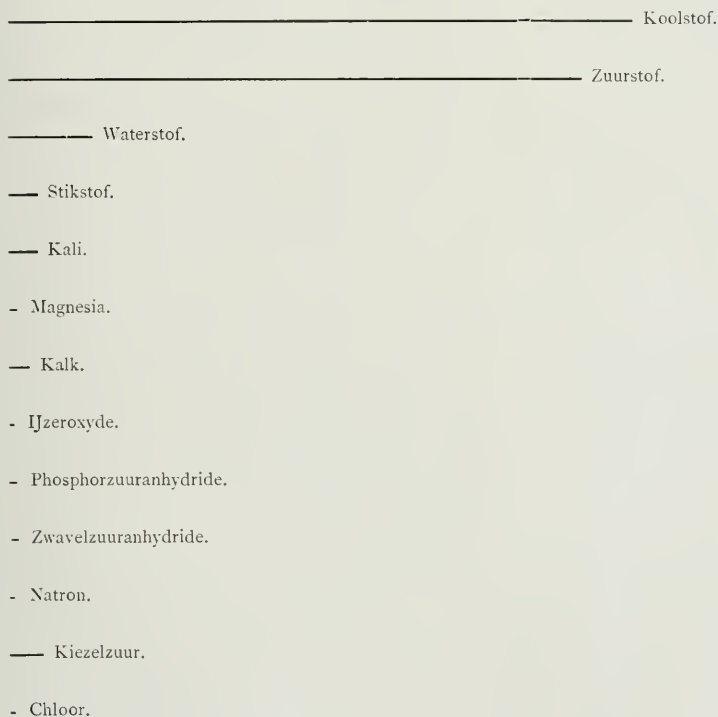 Koolstof.
Zuurstof.
Waterstof.
Stikstof.
Kali.
Magnesia.
Kalk.
IJzeroxyde.
Phosphorzuuranhydride.
Zwavelzuuranhydride.
Natron.
Kiezelzuur.
Chloor.